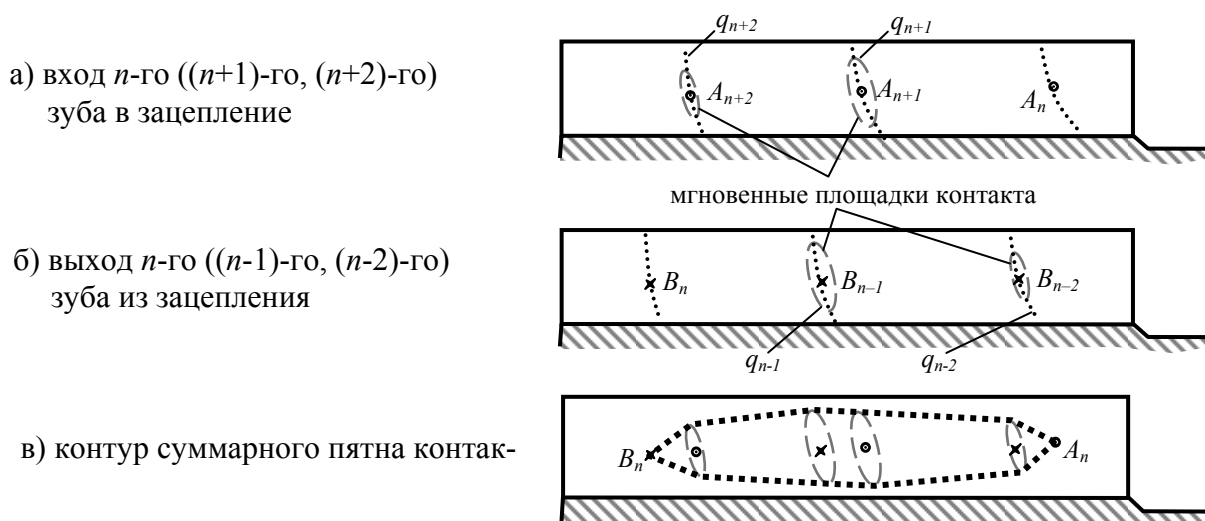 q_{n+2} q_{n+1}
а) вход n-го ((n+1)-го, (n+2)-го)
зуба в зацепление
A_{n+2} A_{n+1} A_n
мгновенные площадки контакта
б) выход n-го ((n-1)-го, (n-2)-го)
зуба из зацепления
B_n B_{n–1} B_{n–2}
q_{n-1} q_{n-2}
в) контур суммарного пятна контак-
B_n A_n